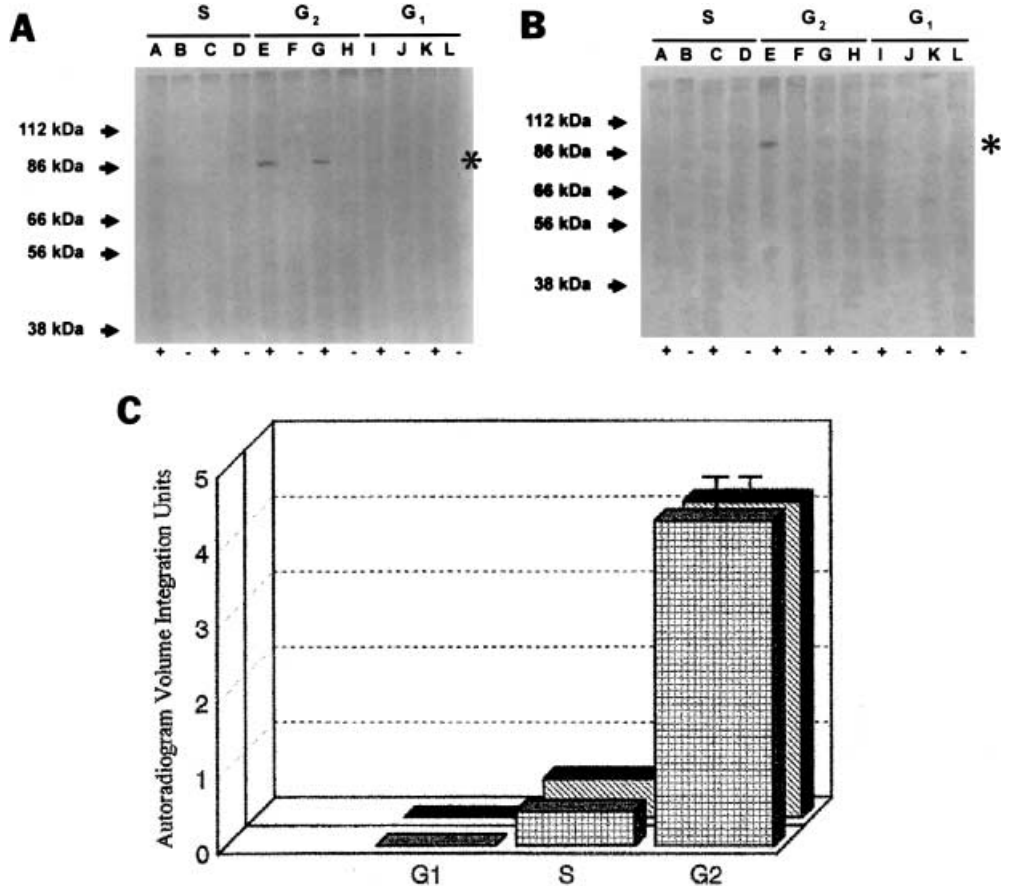 A
S G2 G1
A B C D E F G H I J K L
112 kDa
86 kDa
*
66 kDa
56 kDa
38 kDa
+ - + - + - + - + - + -
B
S G2 G1
A B C D E F G H I J K L
112 kDa
86 kDa
*
66 kDa
56 kDa
38 kDa
+ - + - + - + - + - + -
C
Autoradiogram Volume Integration Units
5
4
3
2
1
0
G1 S G2